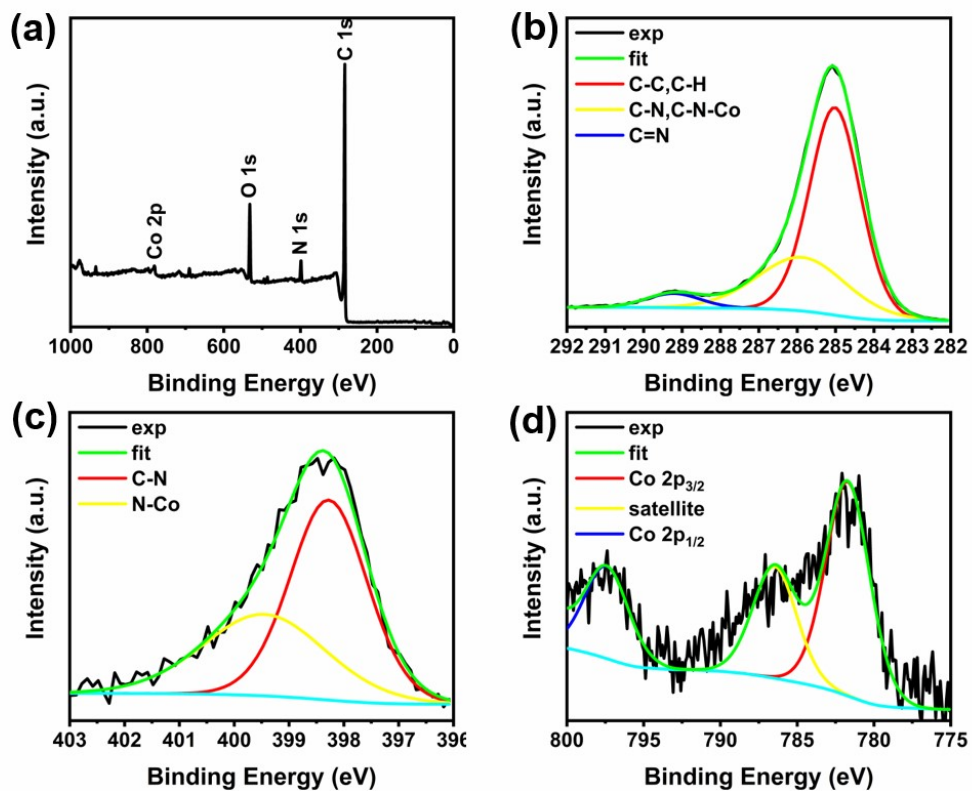 (a)
C 1s
O 1s
N 1s
Co 2p
Intensity (a.u.)
1000 800 600 400 200 0
Binding Energy (eV)
(b)
exp
fit
C-C,C-H
C-N,C-N-Co
C=N
Intensity (a.u.)
292 291 290 289 288 287 286 285 284 283 282
Binding Energy (eV)
(c)
exp
fit
C-N
N-Co
Intensity (a.u.)
403 402 401 400 399 398 397 396
Binding Energy (eV)
(d)
exp
fit
Co 2p3/2
satellite
Co 2p1/2
Intensity (a.u.)
800 795 790 785 780 775
Binding Energy (eV)